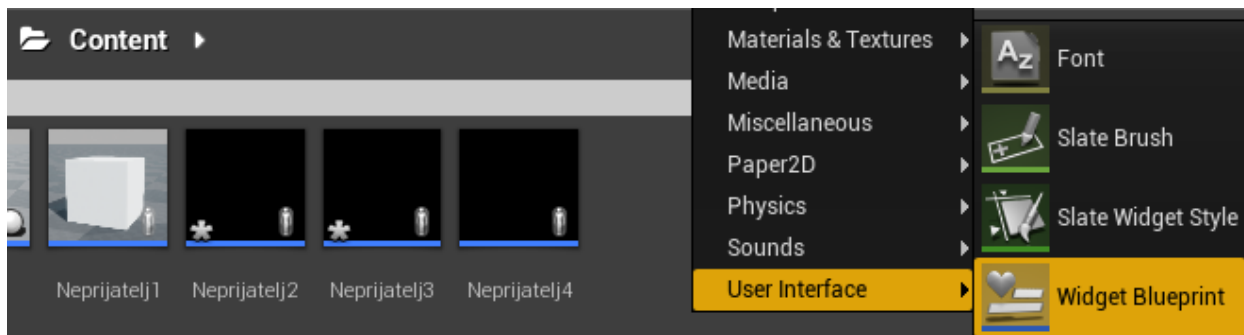 Content
Neprijatelj1
Neprijatelj2
Neprijatelj3
Neprijatelj4
Materials & Textures
Media
Miscellaneous
Paper2D
Physics
Sounds
User Interface
Font
Slate Brush
Slate Widget Style
Widget Blueprint